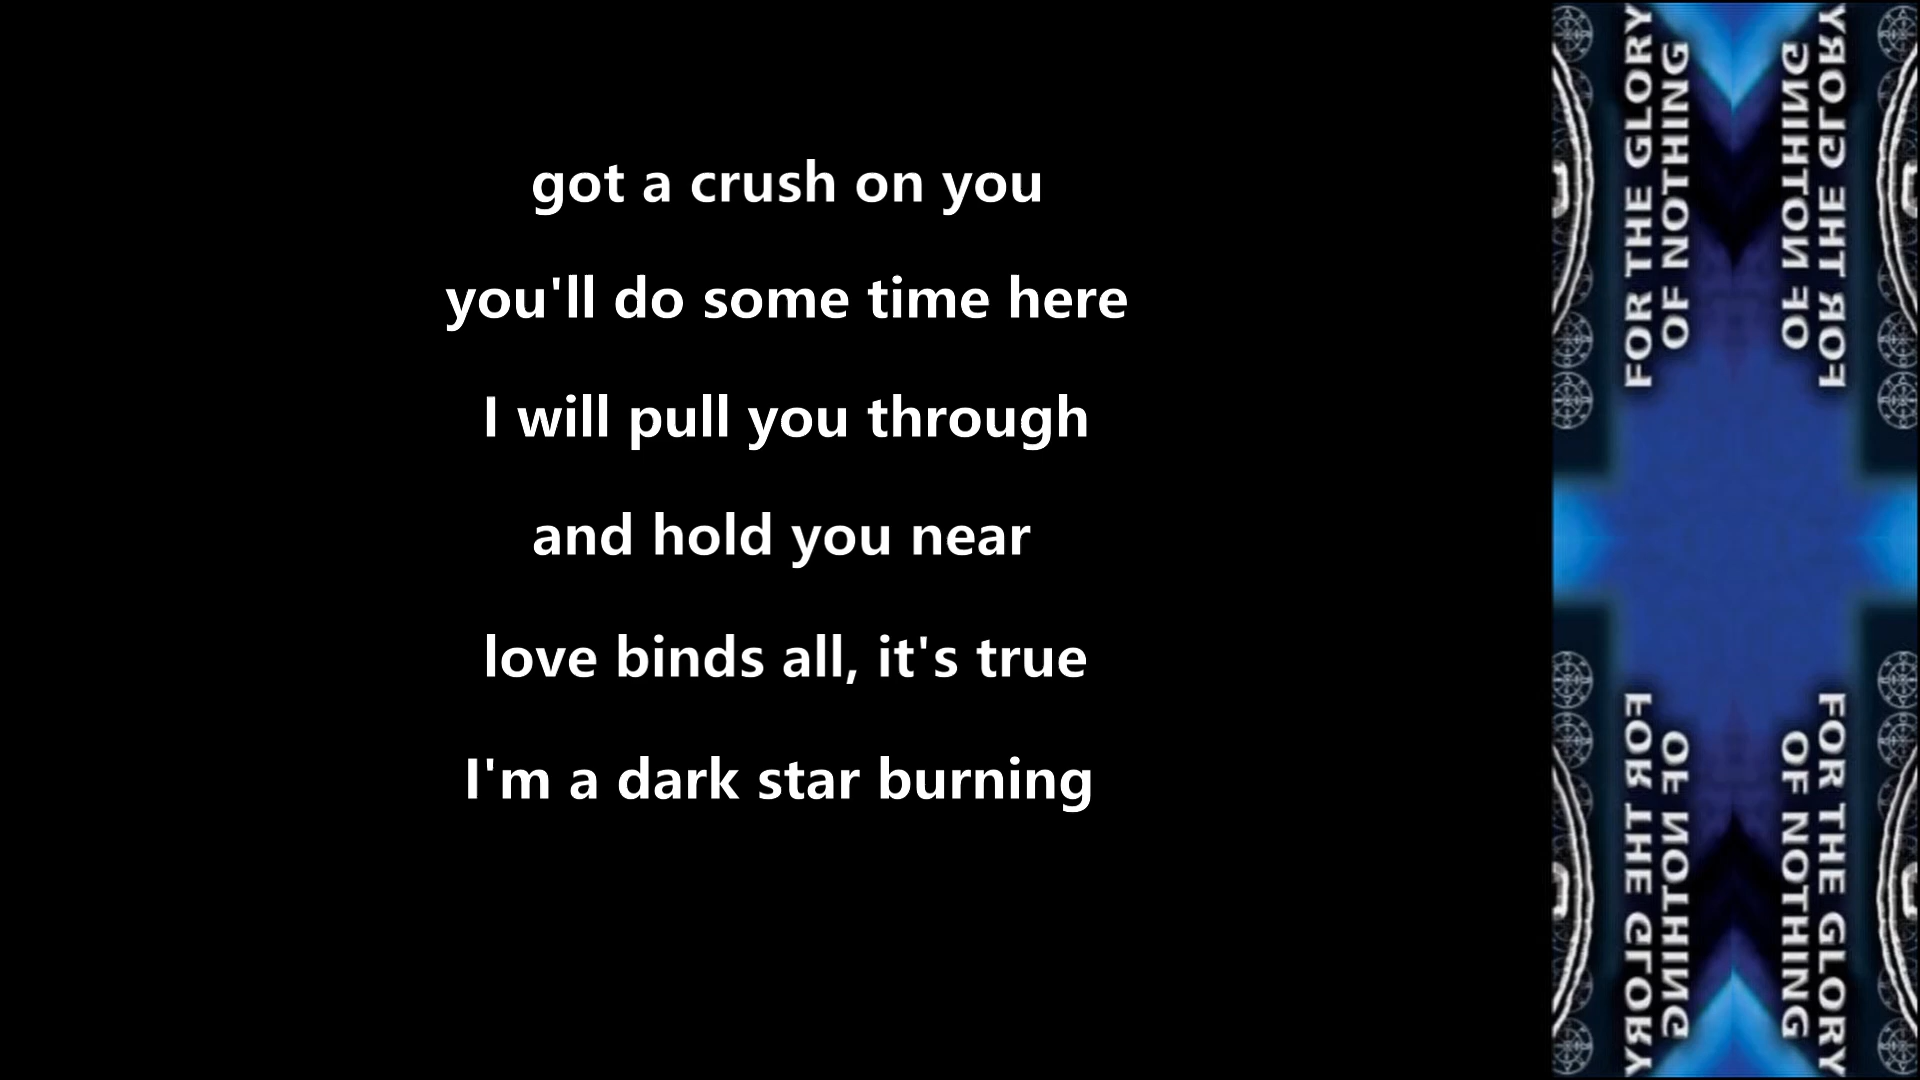 got a crush on you
you'll do some time here
I will pull you through
and hold you near
love binds all, it's true
I'm a dark star burning
FOR THE GLORY
OF NOTHING
OF NOTHING
FOR THE GLORY
FOR THE GLORY
OF NOTHING
OF NOTHING
FOR THE GLORY